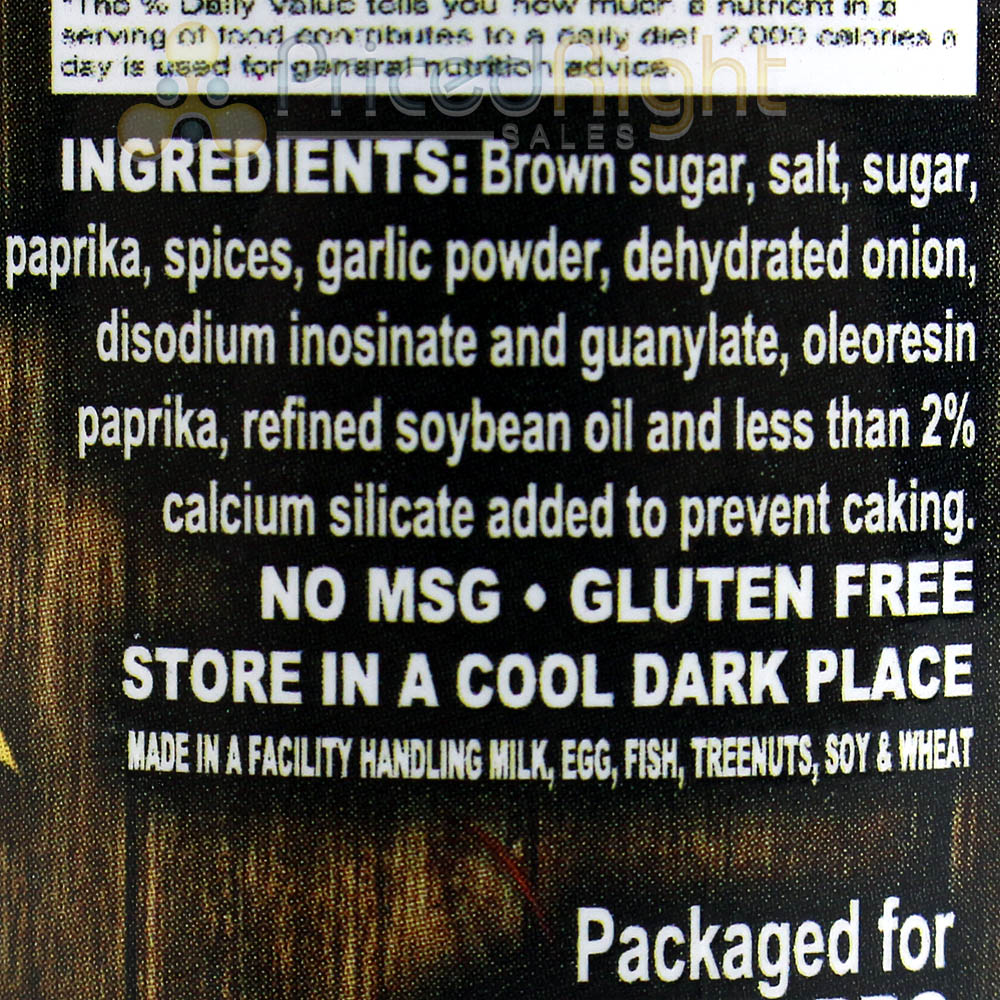 *The % Daily Value tells you how much a nutrient in a
serving of food contributes to a daily diet. 2,000 calories a
day is used for general nutrition advice.
PricedRight
SALES
INGREDIENTS: Brown sugar, salt, sugar,
paprika, spices, garlic powder, dehydrated onion,
disodium inosinate and guanylate, oleoresin
paprika, refined soybean oil and less than 2%
calcium silicate added to prevent caking.
NO MSG • GLUTEN FREE
STORE IN A COOL DARK PLACE
MADE IN A FACILITY HANDLING MILK, EGG, FISH, TREENUTS, SOY & WHEAT
Packaged for